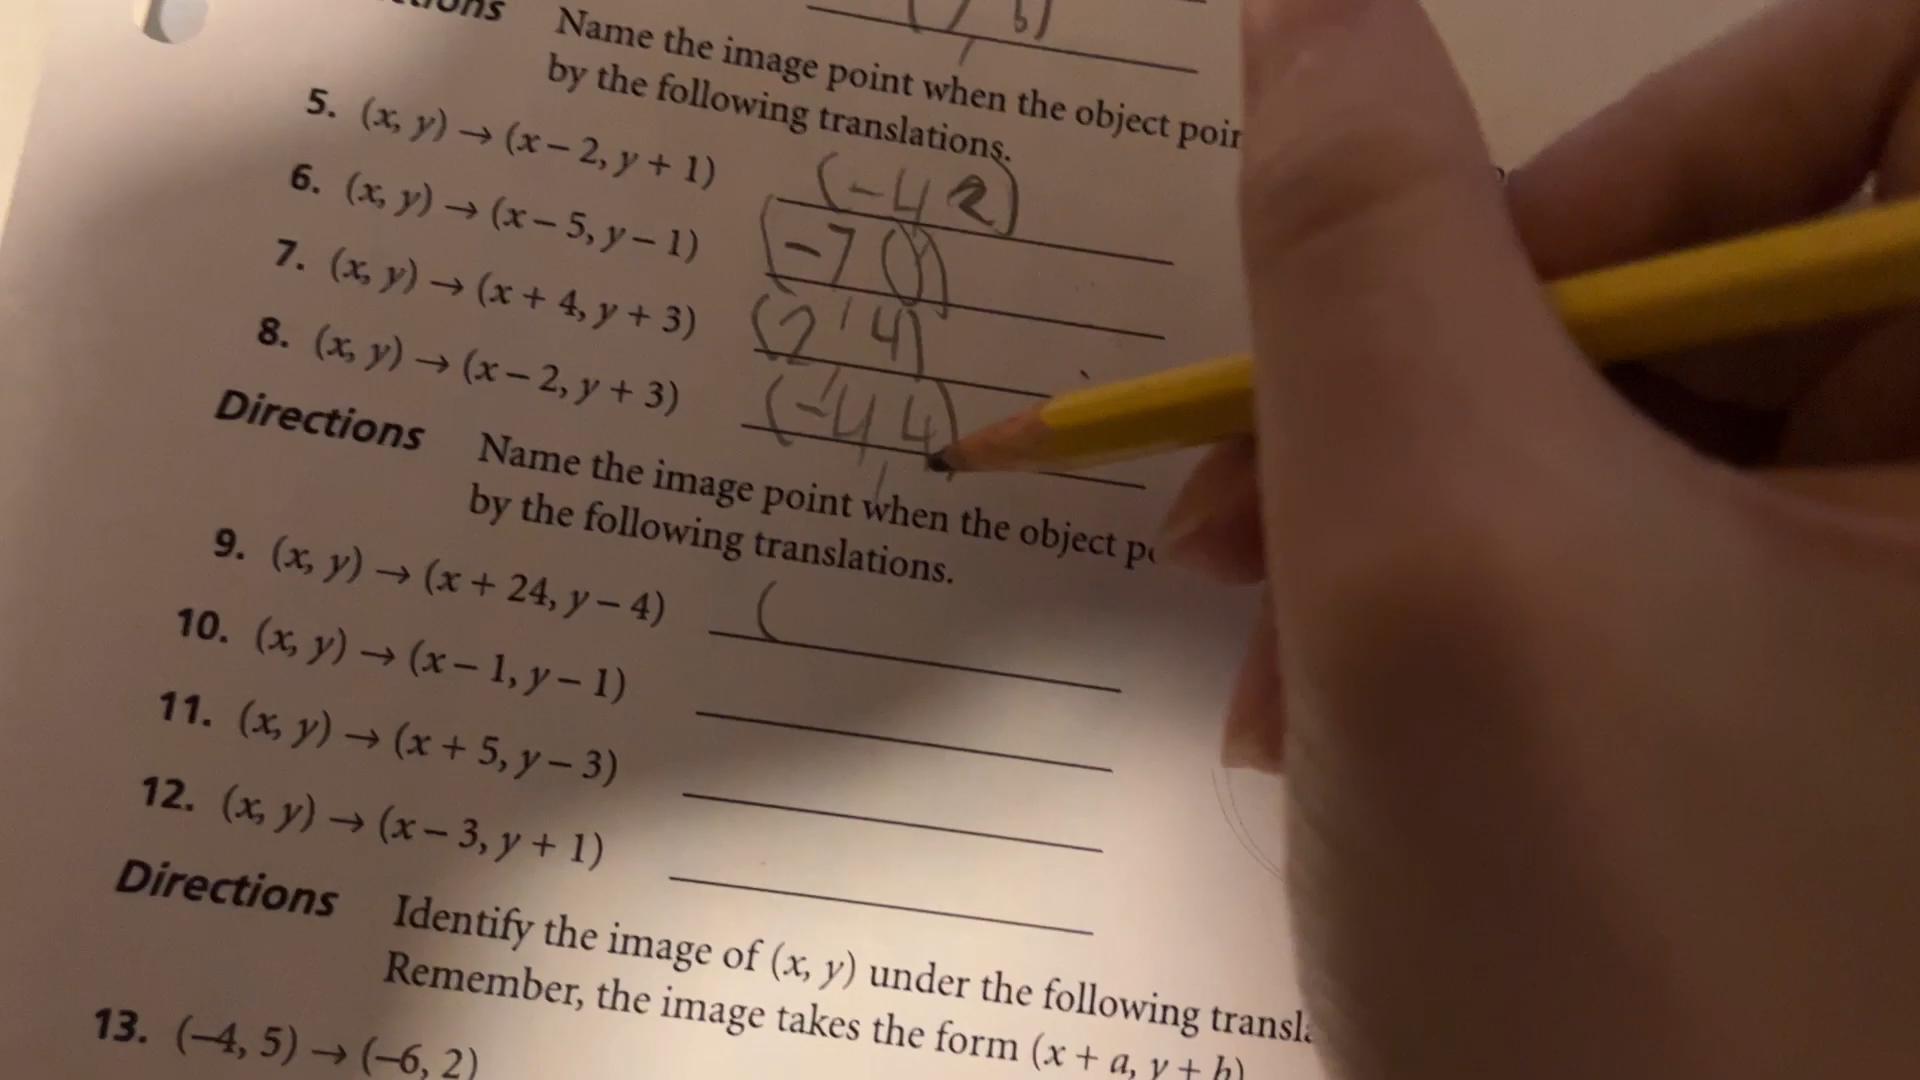 Name the image point when the object
by the following translations.
5. (x, y) → (x – 2, y + 1) (-4, 2)
6. (x, y) → (x – 5, y – 1) (-7, 0)
7. (x, y) → (x + 4, y + 3) (2, 4)
8. (x, y) → (x – 2, y + 3) (-4, 4)
Directions Name the image point when the object
by the following translations.
9. (x, y) → (x + 24, y – 4) (
10. (x, y) → (x – 1, y – 1)
11. (x, y) → (x + 5, y – 3)
12. (x, y) → (x – 3, y + 1)
Directions Identify the image of (x, y) under the following
Remember, the image takes the form (x + a, y + b)
13. (–4, 5) → (–6, 2)